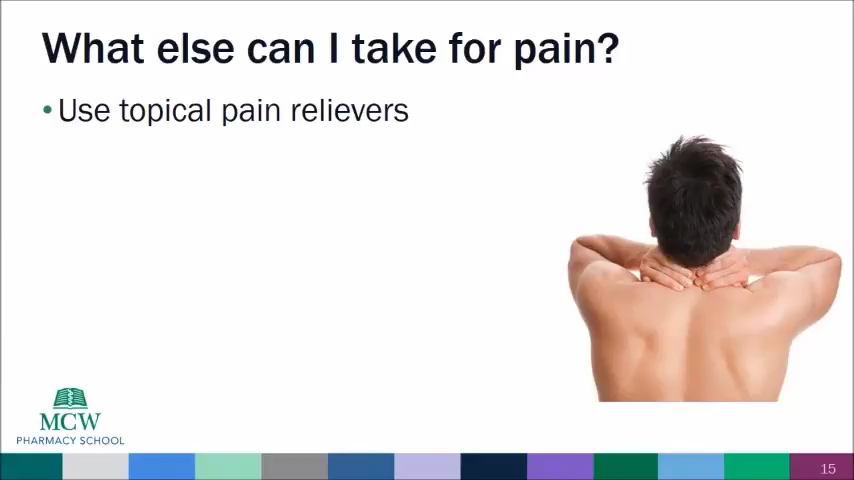 What else can I take for pain?
• Use topical pain relievers
MCW
PHARMACY SCHOOL
15